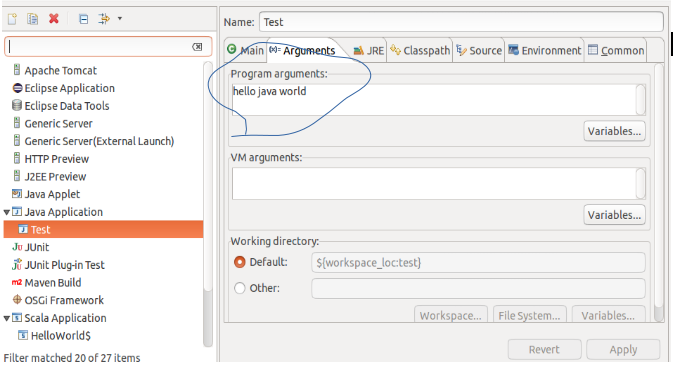 Name: Test
Main (x)= Arguments JRE Classpath Source Environment Common
Apache Tomcat
Eclipse Application
Eclipse Data Tools
Generic Server
Generic Server(External Launch)
HTTP Preview
J2EE Preview
Java Applet
Java Application
Test
JUnit
JUnit Plug-in Test
Maven Build
OSGi Framework
Scala Application
HelloWorld$
Filter matched 20 of 27 items
Program arguments:
hello java world
Variables...
VM arguments:
Variables...
Working directory:
Default: ${workspace_loc:test}
Other:
Workspace... File System... Variables...
Revert Apply